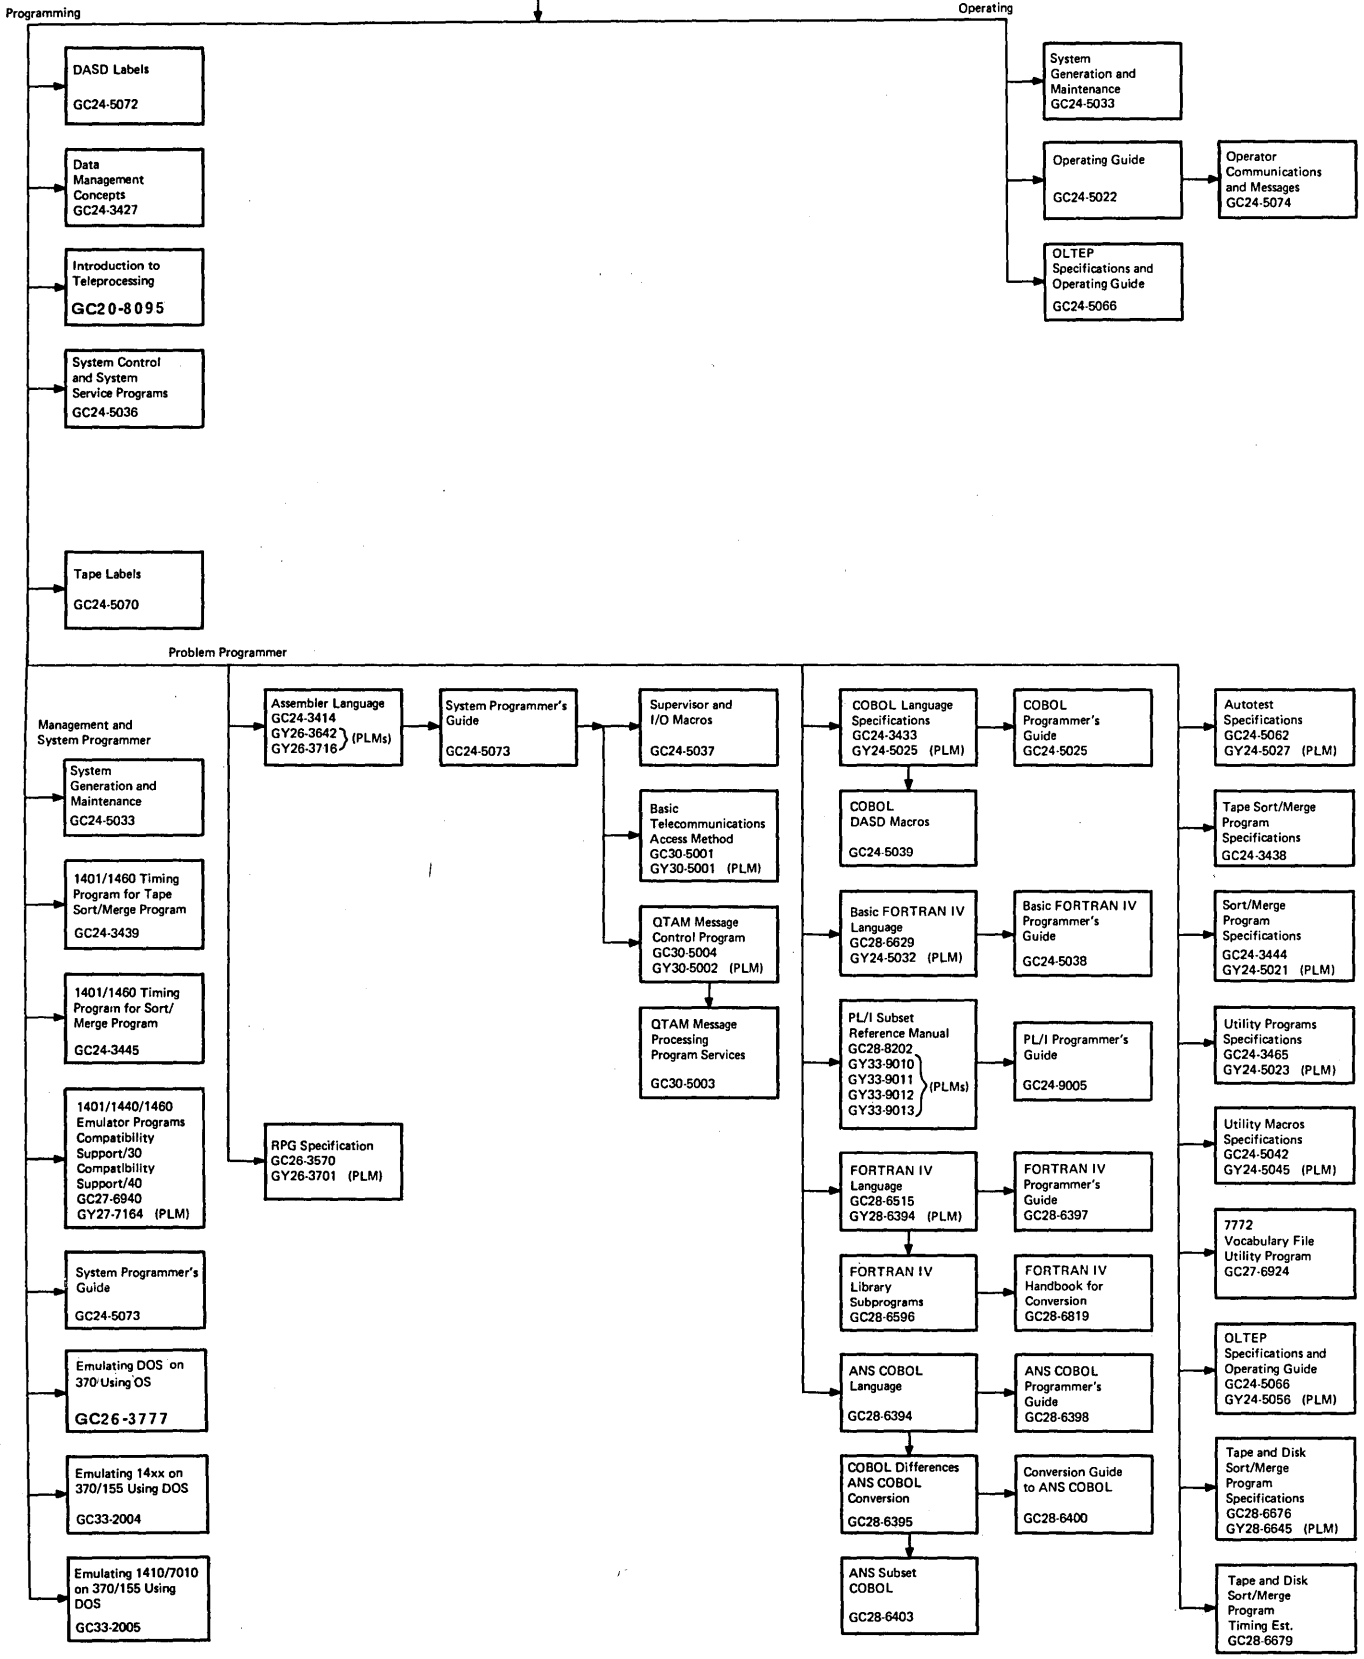 Programming
Operating
DASD Labels
GC24-5072
Data
Management
Concepts
GC24-3427
Introduction to
Teleprocessing
GC20-8095
System Control
and System
Service Programs
GC24-5036
Tape Labels
GC24-5070
System
Generation and
Maintenance
GC24-5033
Operating Guide
GC24-5022
Operator
Communications
and Messages
GC24-5074
OLTEP
Specifications and
Operating Guide
GC24-5066
Problem Programmer
Management and
System Programmer
System
Generation and
Maintenance
GC24-5033
1401/1460 Timing
Program for Tape
Sort/Merge Program
GC24-3439
1401/1460 Timing
Program for Sort/
Merge Program
GC24-3445
1401/1440/1460
Emulator Programs
Compatibility
Support/30
Compatibility
Support/40
GC27-6940
GY27-7164 (PLM)
System Programmer's
Guide
GC24-5073
Emulating DOS on
370 Using OS
GC26-3777
Emulating 14xx on
370/155 Using DOS
GC33-2004
Emulating 1410/7010
on 370/155 Using
DOS
GC33-2005
Assembler Language
GC24-3414
GY26-3642
GY26-3716 (PLMs)
RPG Specification
GC26-3570
GY26-3701 (PLM)
System Programmer's
Guide
GC24-5073
Supervisor and
I/O Macros
GC24-5037
Basic
Telecommunications
Access Method
GC30-5001
GY30-5001 (PLM)
QTAM Message
Control Program
GC30-5004
GY30-5002 (PLM)
QTAM Message
Processing
Program Services
GC30-5003
COBOL Language
Specifications
GC24-3433
GY24-5025 (PLM)
COBOL
Programmer's
Guide
GC24-5025
COBOL
DASD Macros
GC24-5039
Basic FORTRAN IV
Language
GC28-6629
GY24-5032 (PLM)
Basic FORTRAN IV
Programmer's
Guide
GC24-5038
PL/I Subset
Reference Manual
GC28-8202
GY33-9010
GY33-9011
GY33-9012
GY33-9013
(PLMs)
PL/I Programmer's
Guide
GC24-9005
FORTRAN IV
Language
GC28-6515
GY28-6394 (PLM)
FORTRAN IV
Programmer's
Guide
GC28-6397
FORTRAN IV
Library
Subprograms
GC28-6596
FORTRAN IV
Handbook for
Conversion
GC28-6819
ANS COBOL
Language
GC28-6394
ANS COBOL
Programmer's
Guide
GC28-6398
COBOL Differences
ANS COBOL
Conversion
GC28-6395
Conversion Guide
to ANS COBOL
GC28-6400
ANS Subset
COBOL
GC28-6403
Autotest
Specifications
GC24-5062
GY24-5027 (PLM)
Tape Sort/Merge
Program
Specifications
GC24-3438
Sort/Merge
Program
Specifications
GC24-3444
GY24-5021 (PLM)
Utility Programs
Specifications
GC24-3465
GY24-5023 (PLM)
Utility Macros
Specifications
GC24-5042
GY24-5045 (PLM)
7772
Vocabulary File
Utility Program
GC27-6924
OLTEP
Specifications and
Operating Guide
GC24-5066
GY24-5056 (PLM)
Tape and Disk
Sort/Merge
Program
Specifications
GC28-6676
GY28-6645 (PLM)
Tape and Disk
Sort/Merge
Program
Timing Est.
GC28-6679